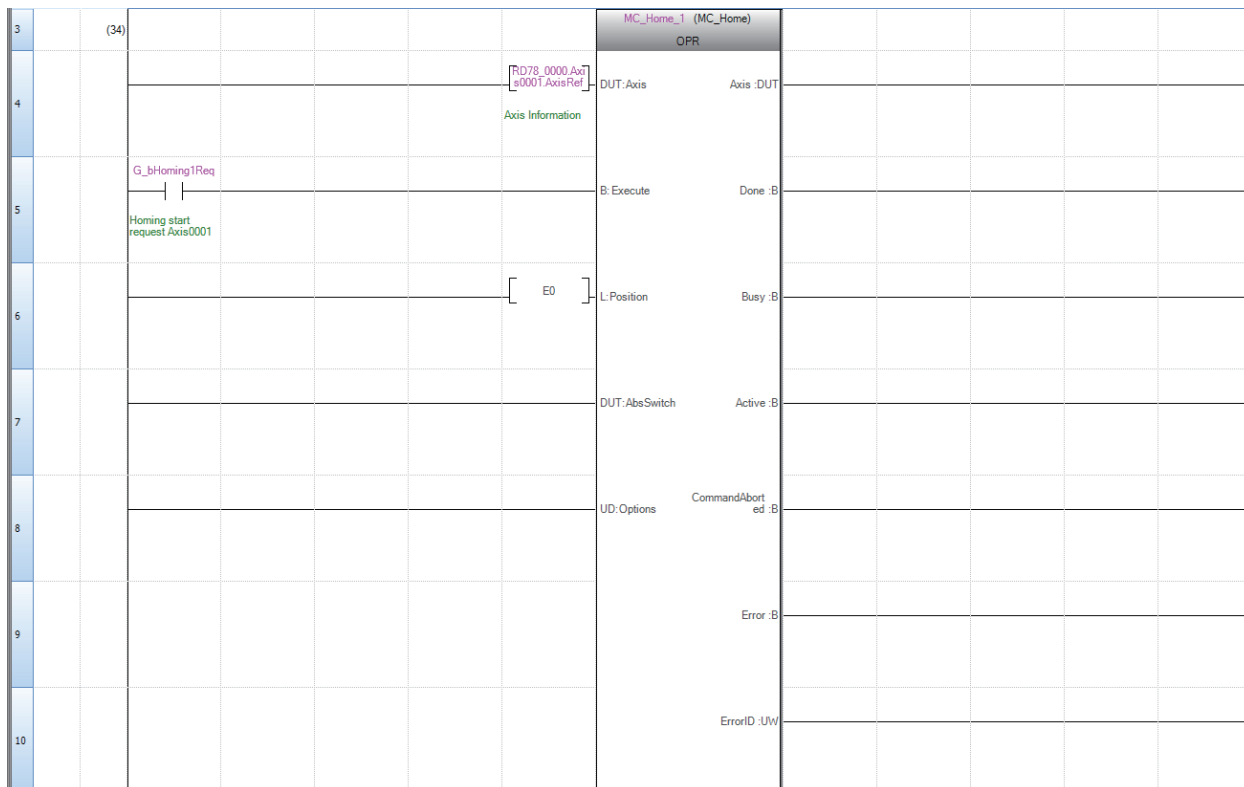 3
(34)
MC_Home_1 (MC_Home)
OPR
4
RD78_0000.Axi
s0001.AxisRef
DUT:Axis
Axis :DUT
Axis Information
5
G_bHoming1Req
B:Execute
Done :B
Homing start
request Axis0001
6
E0
L:Position
Busy :B
7
DUT:AbsSwitch
Active :B
8
UD:Options
CommandAbort
ed :B
9
Error :B
10
ErrorID :UW